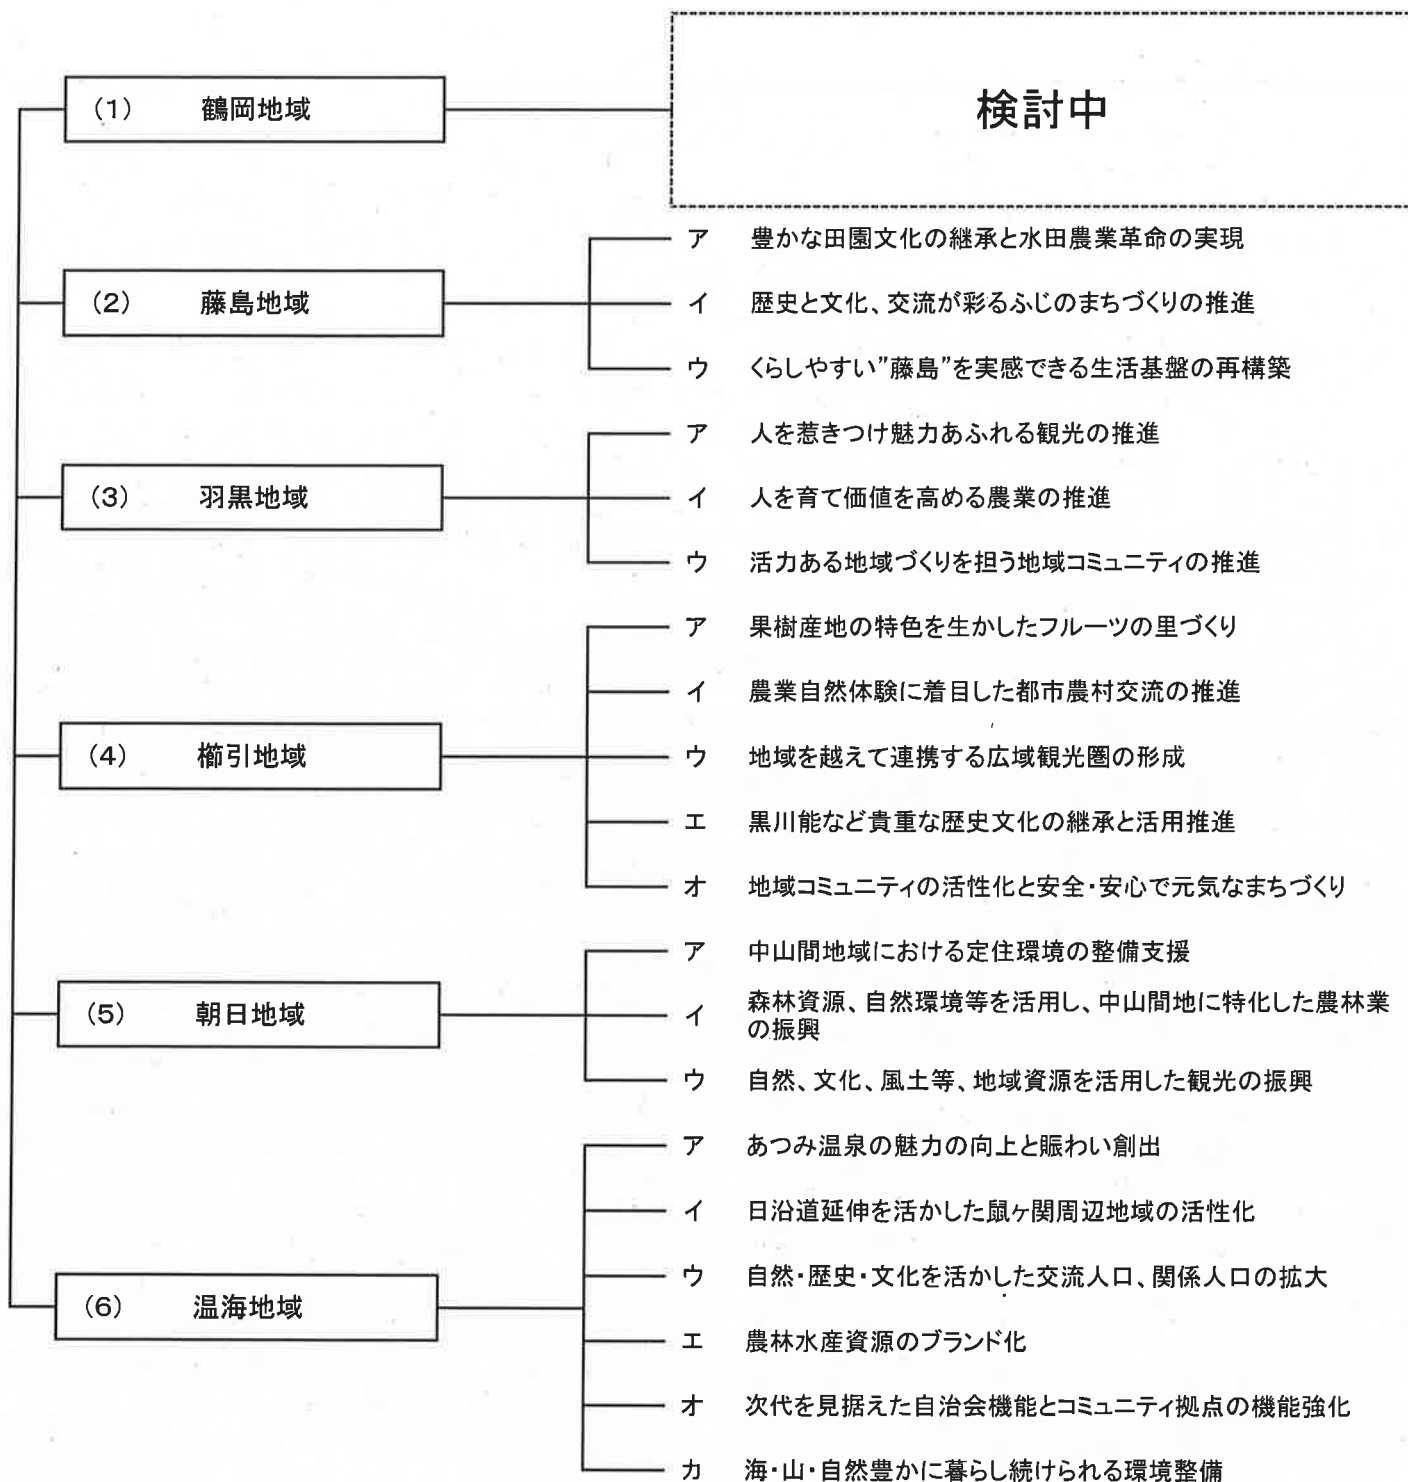 (1) 鶴岡地域
検討中
(2) 藤島地域
ア 豊かな田園文化の継承と水田農業革命の実現
イ 歴史と文化、交流が彩るふじのまちづくりの推進
ウ くらしやすい”藤島”を実感できる生活基盤の再構築
(3) 羽黒地域
ア 人を惹きつけ魅力あふれる観光の推進
イ 人を育て価値を高める農業の推進
ウ 活力ある地域づくりを担う地域コミュニティの推進
(4) 櫛引地域
ア 果樹産地の特色を生かしたフルーツの里づくり
イ 農業自然体験に着目した都市農村交流の推進
ウ 地域を越えて連携する広域観光圏の形成
エ 黒川能など貴重な歴史文化の継承と活用推進
オ 地域コミュニティの活性化と安全・安心で元気なまちづくり
(5) 朝日地域
ア 中山間地域における定住環境の整備支援
イ 森林資源、自然環境等を活用し、中山間地に特化した農林業
の振興
ウ 自然、文化、風土等、地域資源を活用した観光の振興
(6) 温海地域
ア あつみ温泉の魅力の向上と賑わい創出
イ 日沿道延伸を活かした鼠ヶ関周辺地域の活性化
ウ 自然・歴史・文化を活かした交流人口、関係人口の拡大
エ 農林水産資源のブランド化
オ 次代を見据えた自治会機能とコミュニティ拠点の機能強化
カ 海・山・自然豊かに暮らし続けられる環境整備